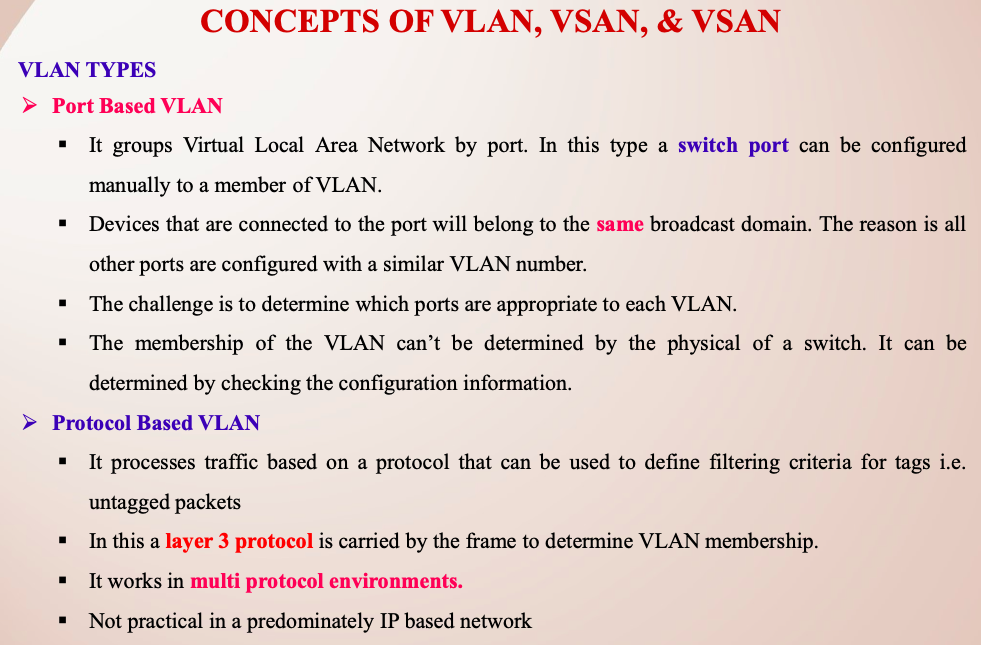 CONCEPTS OF VLAN, VSAN, & VSAN
VLAN TYPES
➢ Port Based VLAN
▪ It groups Virtual Local Area Network by port. In this type a switch port can be configured
manually to a member of VLAN.
▪ Devices that are connected to the port will belong to the same broadcast domain. The reason is all
other ports are configured with a similar VLAN number.
▪ The challenge is to determine which ports are appropriate to each VLAN.
▪ The membership of the VLAN can’t be determined by the physical of a switch. It can be
determined by checking the configuration information.
➢ Protocol Based VLAN
▪ It processes traffic based on a protocol that can be used to define filtering criteria for tags i.e.
untagged packets
▪ In this a layer 3 protocol is carried by the frame to determine VLAN membership.
▪ It works in multi protocol environments.
▪ Not practical in a predominately IP based network